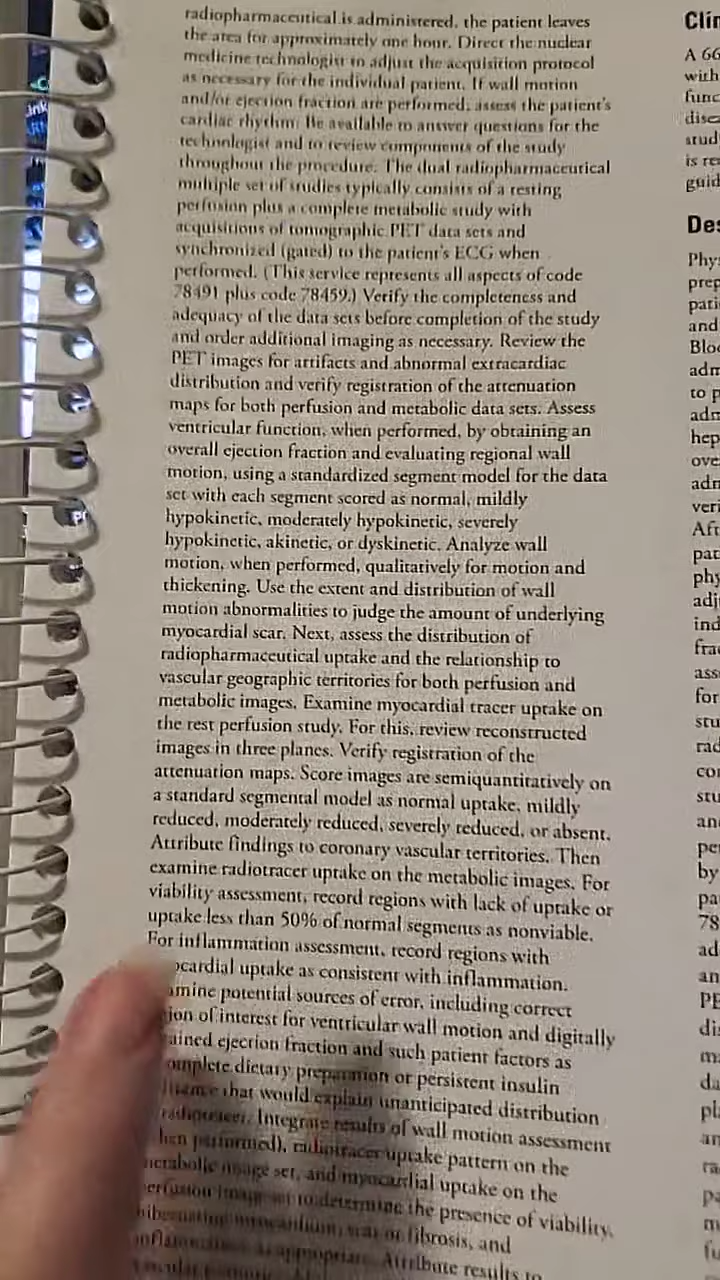 radiopharmaceutical is administered, the patient leaves
the area for approximately one hour. Direct the nuclear
medicine technologist to adjust the acquisition protocol
as necessary for the individual patient. If wall motion
and/or ejection fraction are performed, assess the patient's
cardiac rhythm. Be available to answer questions for the
technologist and to review components of the study
throughout the procedure. The dual radiopharmaceutical
multiple set of studies typically consists of a resting
perfusion plus a complete metabolic study with
acquisitions of tomographic PET data sets and
synchronized (gated) to the patient's ECG when
performed. (This service represents all aspects of code
78491 plus code 78459.) Verify the completeness and
adequacy of the data sets before completion of the study
and order additional imaging as necessary. Review the
PET images for artifacts and abnormal extracardiac
distribution and verify registration of the attenuation
maps for both perfusion and metabolic data sets. Assess
ventricular function, when performed, by obtaining an
overall ejection fraction and evaluating regional wall
motion, using a standardized segment model for the data
set with each segment scored as normal, mildly
hypokinetic, moderately hypokinetic, severely
hypokinetic, akinetic, or dyskinetic. Analyze wall
motion, when performed, qualitatively for motion and
thickening. Use the extent and distribution of wall
motion abnormalities to judge the amount of underlying
myocardial scar. Next, assess the distribution of
radiopharmaceutical uptake and the relationship to
vascular geographic territories for both perfusion and
metabolic images. Examine myocardial tracer uptake on
the rest perfusion study. For this, review reconstructed
images in three planes. Verify registration of the
attenuation maps. Score images are semiquantitatively on
a standard segmental model as normal uptake, mildly
reduced, moderately reduced, severely reduced, or absent.
Attribute findings to coronary vascular territories. Then
examine radiotracer uptake on the metabolic images. For
viability assessment, record regions with lack of uptake or
uptake less than 50% of normal segments as nonviable.
For inflammation assessment, record regions with
ocardial uptake as consistent with inflammation.
amine potential sources of error, including correct
ion of interest for ventricular wall motion and digitally
ained ejection fraction and such patient factors as
omplete dietary preparation or persistent insulin
that would explain unanticipated distribution
radiotracer. Integrate results of wall motion assessment
hen performed), radiotracer uptake pattern on the
metabolic image set, and myocardial uptake on the
perfusion image set to determine the presence of viability,
hibernating myocardium, scar or fibrosis, and
inflammation as appropriate. Attribute results to
Clin
A 66
with
func
dise
stud
is re
guid
Des
Phys
prep
pati
and
Bloo
adm
to p
adm
hep
ove
adn
veri
Aft
pat
phy
adj
ind
fra
ass
for
stu
rad
cor
stu
an
pe
by
pa
78
ad
an
PE
di
m
da
pl
an
ra
pa
m
fu